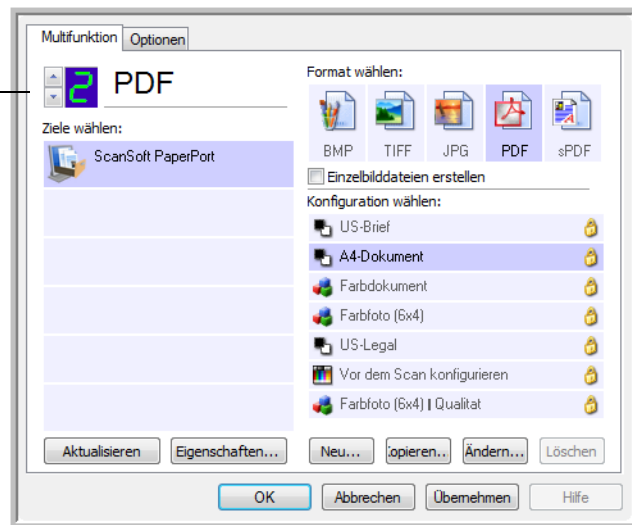 Multifunktion Optionen
2 PDF
Ziele wählen:
ScanSoft PaperPort
Format wählen:
BMP TIFF JPG PDF sPDF
Einzelbilddateien erstellen
Konfiguration wählen:
US-Brief
A4-Dokument
Farbdokument
Farbfoto (6x4)
US-Legal
Vor dem Scan konfigurieren
Farbfoto (6x4) | Qualitat
Aktualisieren Eigenschaften... Neu... opieren... Ändern... Löschen
OK Abbrechen Übernehmen Hilfe